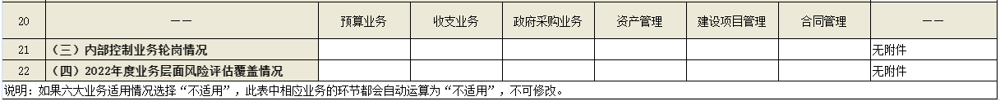 20 —— 预算业务 收支业务 政府采购业务 资产管理 建设项目管理 合同管理 ——
21 （三）内部控制业务轮岗情况 无附件
22 （四）2022年度业务层面风险评估覆盖情况 无附件
说明：如果六大业务适用情况选择“不适用”，此表中相应业务的环节都会自动运算为“不适用”，不可修改。